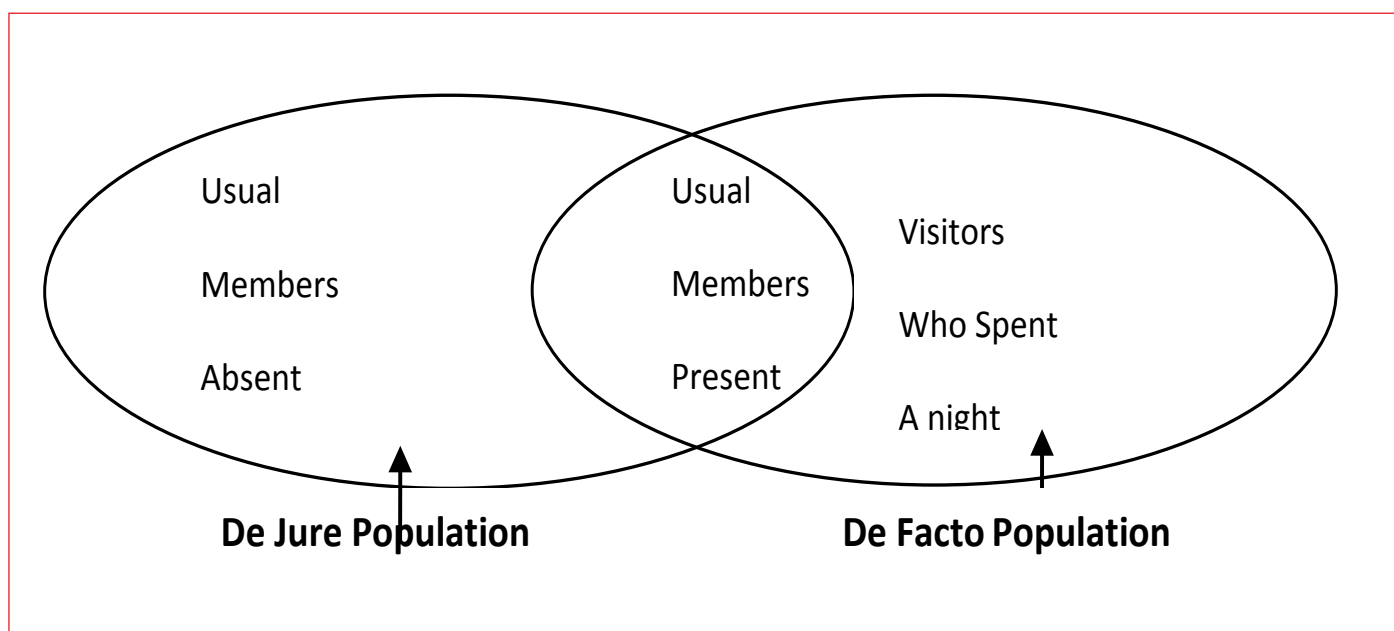 Usual
Members
Absent
Usual
Members
Present
Visitors
Who Spent
A night
De Jure Population
De Facto Population